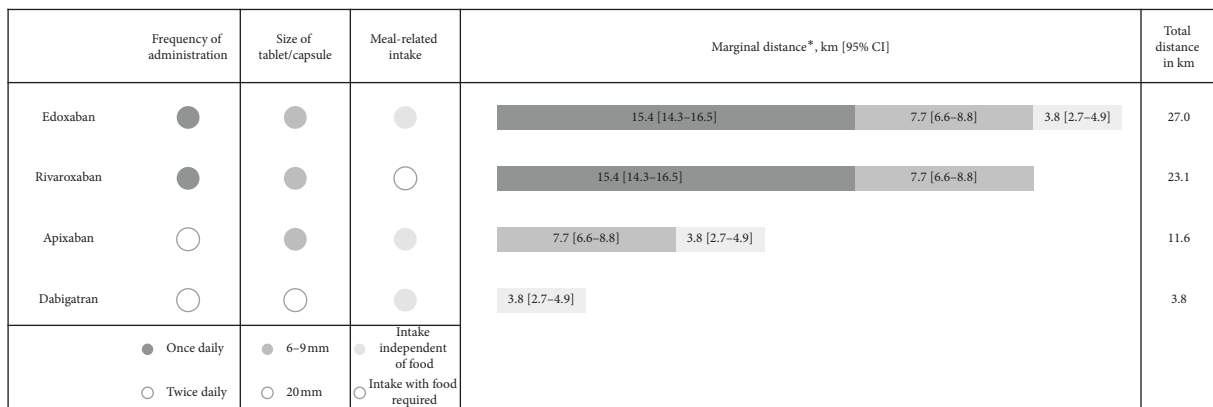 Frequency of
administration
Size of
tablet/capsule
Meal-related
intake
Marginal distance*, km [95% CI]
Total
distance
in km
Edoxaban
15.4 [14.3–16.5]
7.7 [6.6–8.8]
3.8 [2.7–4.9]
27.0
Rivaroxaban
15.4 [14.3–16.5]
7.7 [6.6–8.8]
23.1
Apixaban
7.7 [6.6–8.8]
3.8 [2.7–4.9]
11.6
Dabigatran
3.8 [2.7–4.9]
3.8
Once daily
6–9 mm
Intake
independent
of food
Twice daily
20 mm
Intake with food
required